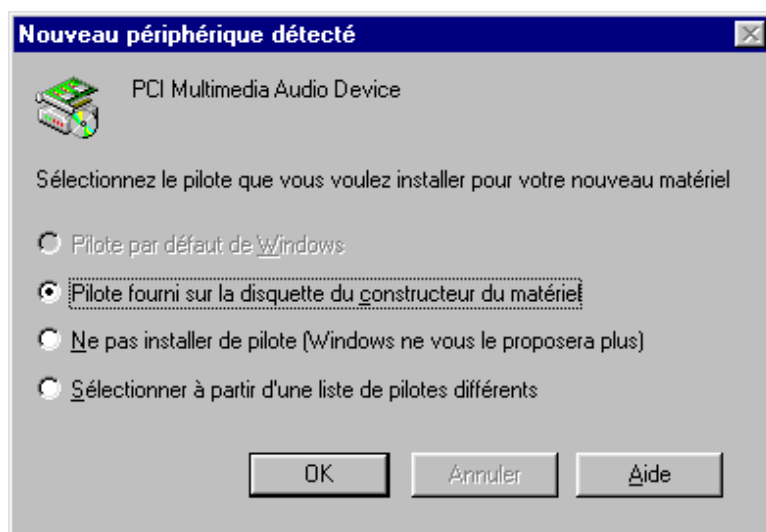 Nouveau périphérique détecté
PCI Multimedia Audio Device
Sélectionnez le pilote que vous voulez installer pour votre nouveau matériel
Pilote par défaut de Windows
Pilote fourni sur la disquette du constructeur du matériel
Ne pas installer de pilote (Windows ne vous le proposera plus)
Sélectionner à partir d'une liste de pilotes différents
OK
Annuler
Aide